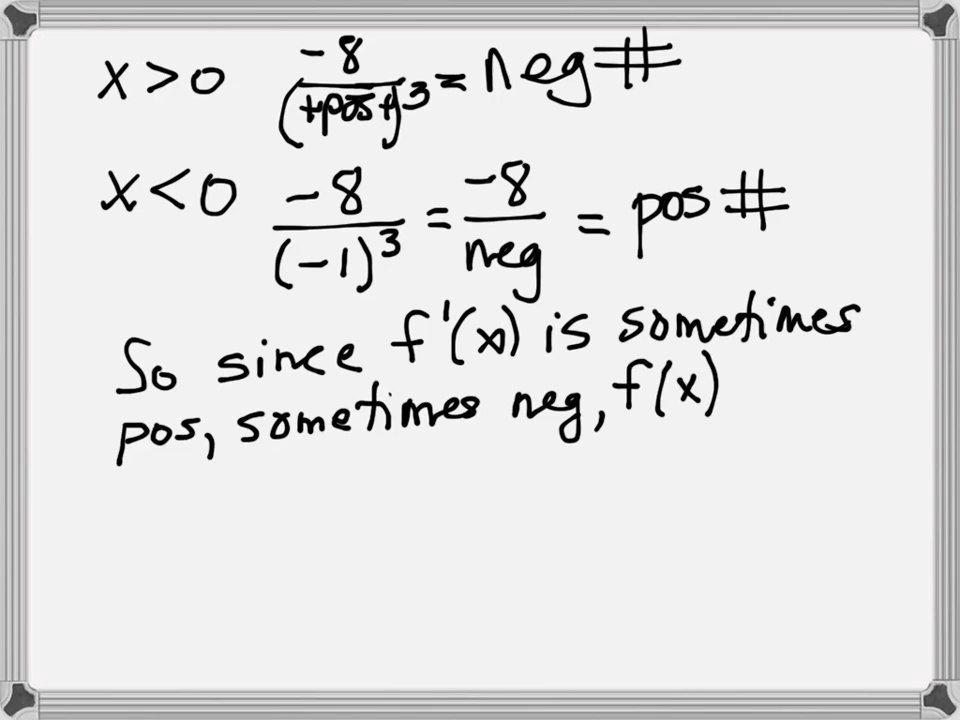 x > 0 -8/(+pos+)^3 = neg #
x < 0 -8/(-1)^3 = -8/neg = pos #
So since f'(x) is sometimes
pos, sometimes neg, f(x)